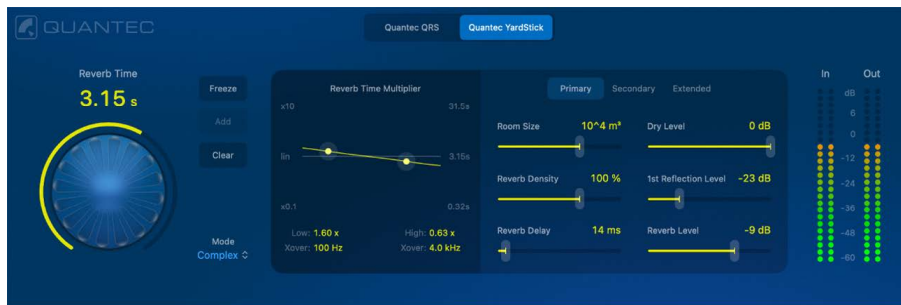 QUANTEC
Quantec QRS
Quantec YardStick
Reverb Time
3.15 s
Freeze
Add
Clear
Mode
Complex
Reverb Time Multiplier
x10
31.5s
lin
3.15s
x0.1
0.32s
Low: 1.60 x
High: 0.63 x
Xover: 100 Hz
Xover: 4.0 kHz
Primary
Secondary
Extended
Room Size
10^4 m³
Dry Level
0 dB
Reverb Density
100 %
1st Reflection Level
-23 dB
Reverb Delay
14 ms
Reverb Level
-9 dB
In
Out
dB
6
0
-12
-24
-36
-48
-60